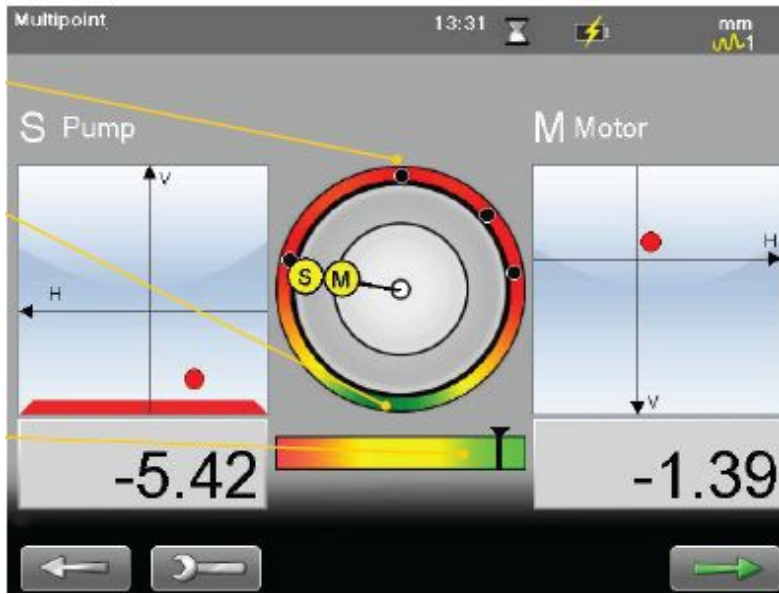 Multipoint
13:31
mm
1
S Pump
M Motor
V
H
S M
H
V
-5.42
-1.39